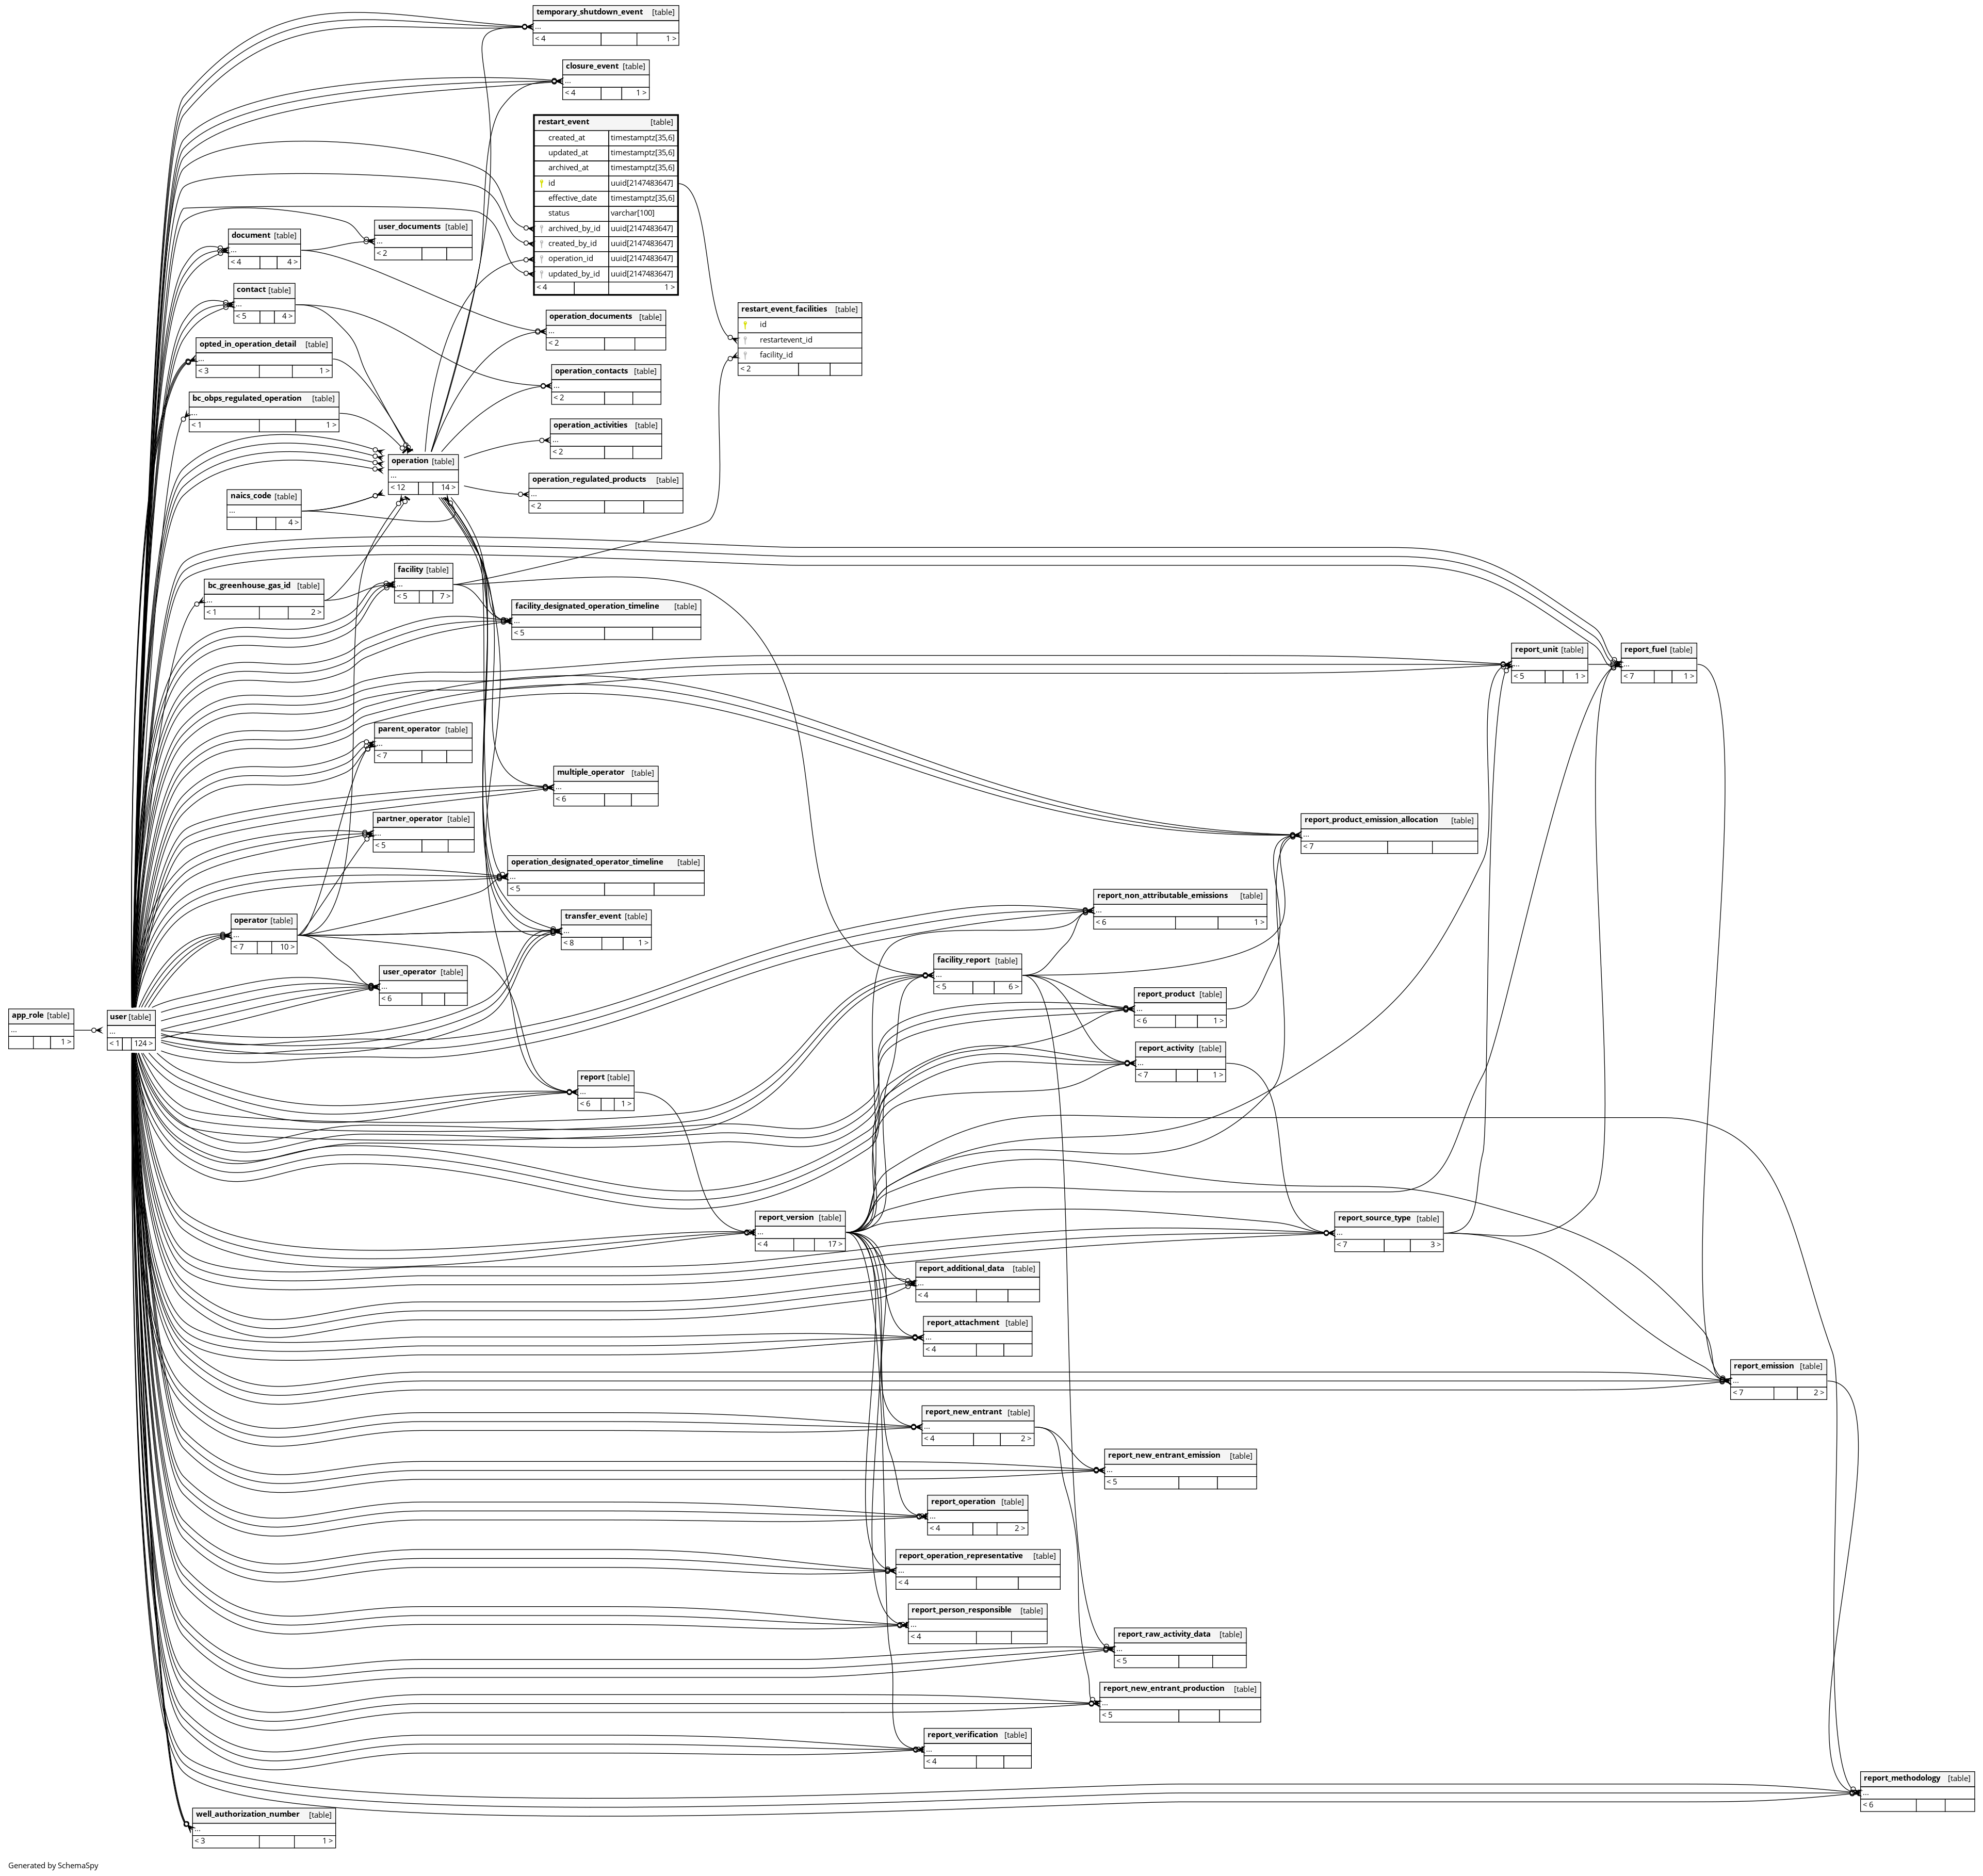 temporary_shutdown_event [table]
...
< 4 1 >
closure_event [table]
...
< 4 1 >
restart_event [table]
created_at timestamptz[35,6]
updated_at timestamptz[35,6]
archived_at timestamptz[35,6]
id uuid[2147483647]
effective_date timestamptz[35,6]
status varchar[100]
archived_by_id uuid[2147483647]
created_by_id uuid[2147483647]
operation_id uuid[2147483647]
updated_by_id uuid[2147483647]
< 4 1 >
user_documents [table]
...
< 2
document [table]
...
< 4 4 >
contact [table]
...
< 5 4 >
restart_event_facilities [table]
id
restartevent_id
facility_id
< 2
operation_documents [table]
...
< 2
opted_in_operation_detail [table]
...
< 3 1 >
operation_contacts [table]
...
< 2
bc_obps_regulated_operation [table]
...
< 1 1 >
operation_activities [table]
...
< 2
operation [table]
...
< 12 14 >
operation_regulated_products [table]
...
< 2
naics_code [table]
...
4 >
facility [table]
...
< 5 7 >
bc_greenhouse_gas_id [table]
...
< 1 2 >
facility_designated_operation_timeline [table]
...
< 5
report_unit [table]
...
< 5 1 >
report_fuel [table]
...
< 7 1 >
parent_operator [table]
...
< 7
multiple_operator [table]
...
< 6
partner_operator [table]
...
< 5
report_product_emission_allocation [table]
...
< 7
operation_designated_operator_timeline [table]
...
< 5
report_non_attributable_emissions [table]
...
< 6 1 >
operator [table]
...
< 7 10 >
transfer_event [table]
...
< 8 1 >
user_operator [table]
...
< 6
facility_report [table]
...
< 5 6 >
report_product [table]
...
< 6 1 >
app_role [table]
...
1 >
user [table]
...
< 1 124 >
report_activity [table]
...
< 7 1 >
report [table]
...
< 6 1 >
report_version [table]
...
< 4 17 >
report_source_type [table]
...
< 7 3 >
report_additional_data [table]
...
< 4
report_attachment [table]
...
< 4
report_emission [table]
...
< 7 2 >
report_new_entrant [table]
...
< 4 2 >
report_new_entrant_emission [table]
...
< 5
report_operation [table]
...
< 4 2 >
report_operation_representative [table]
...
< 4
report_person_responsible [table]
...
< 4
report_raw_activity_data [table]
...
< 5
report_new_entrant_production [table]
...
< 5
report_verification [table]
...
< 4
report_methodology [table]
...
< 6
well_authorization_number [table]
...
< 3 1 >
Generated by SchemaSpy